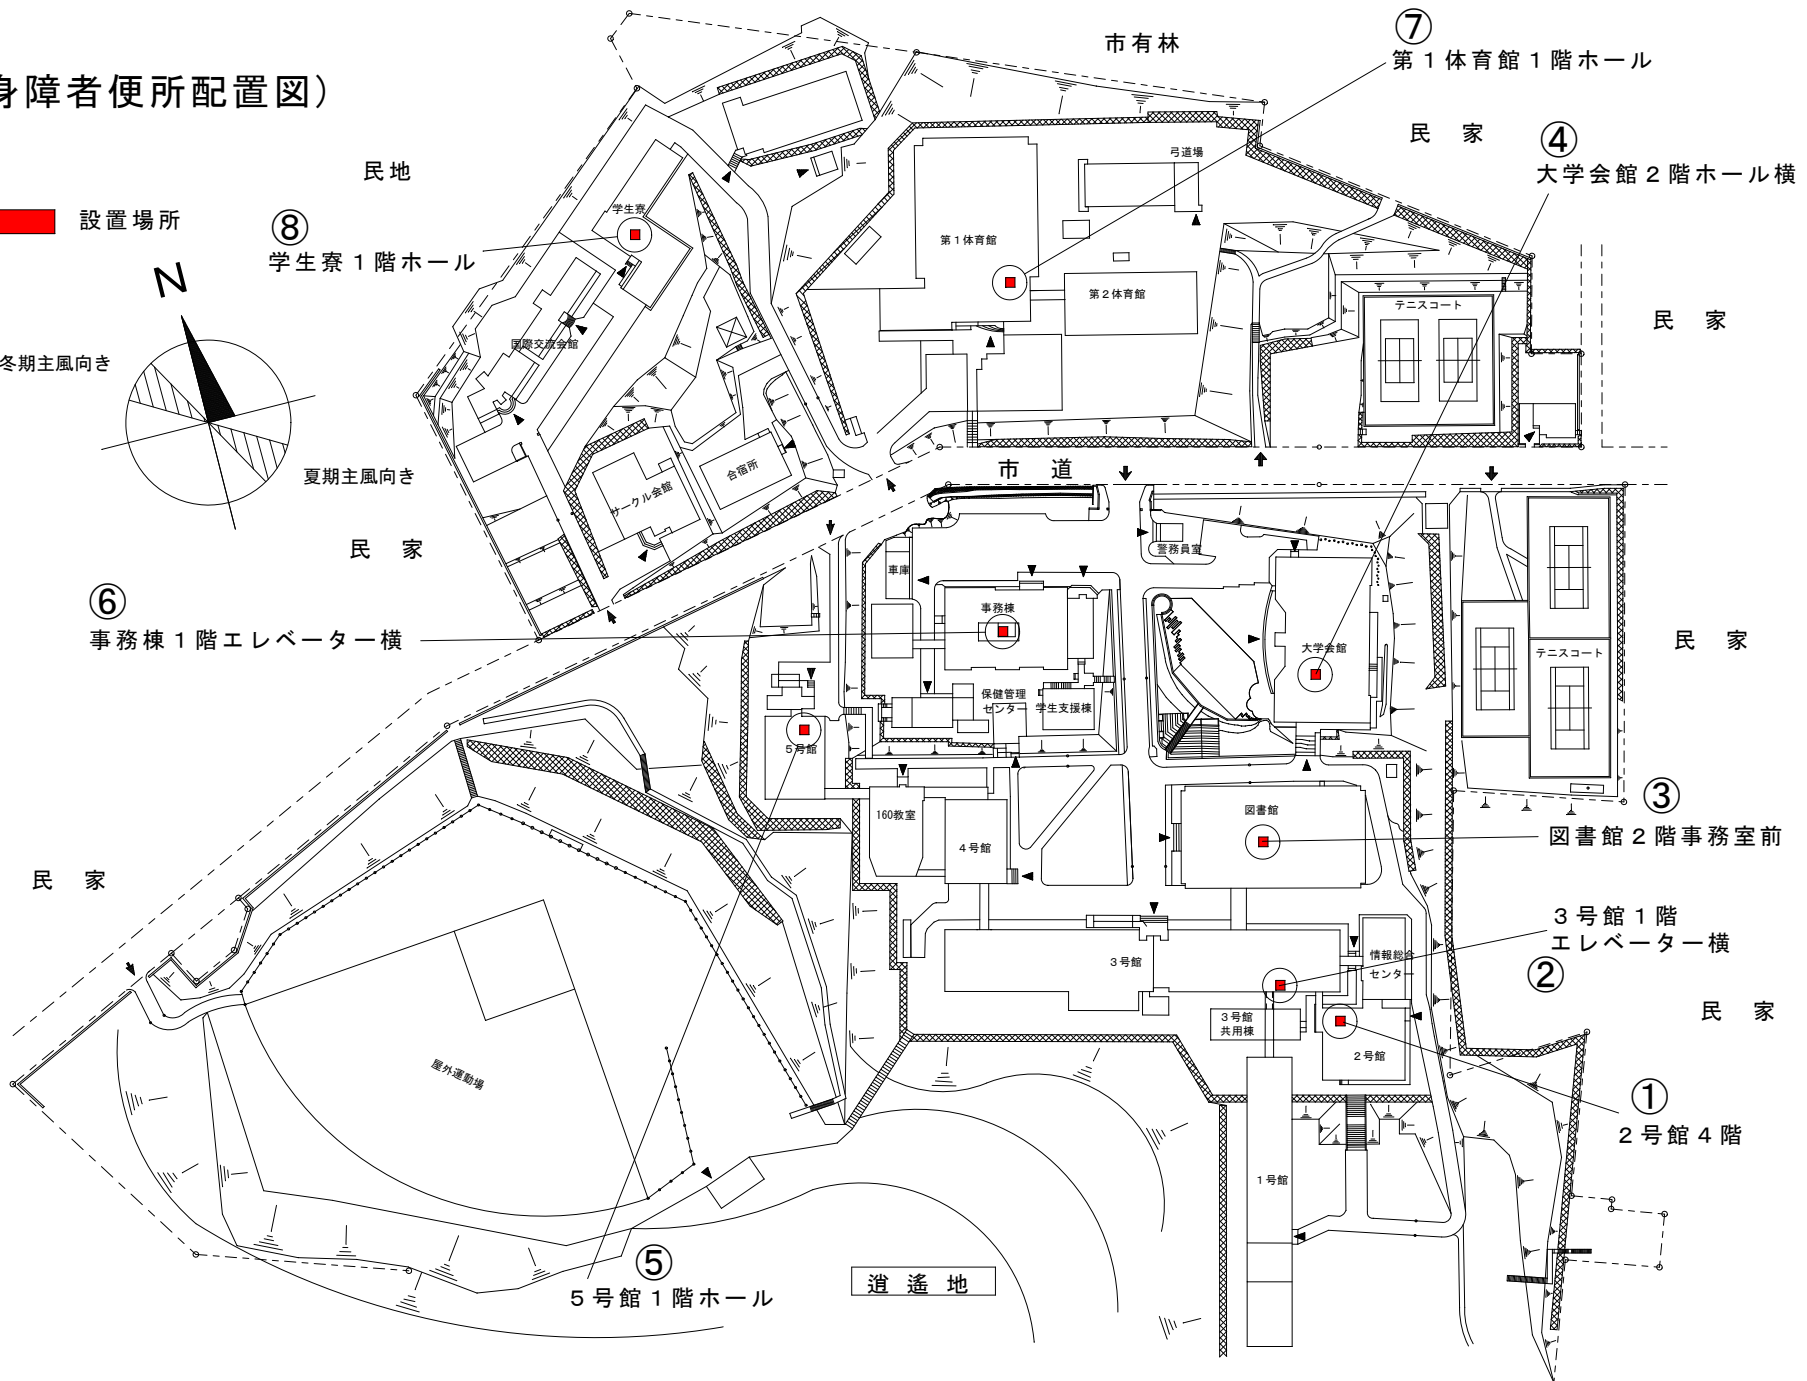 身障者便所配置図）
設置場所
N
冬期主風向き
夏期主風向き
市有林
⑦
第１体育館１階ホール
民　家
④
大学会館２階ホール横
民地
⑧
学生寮１階ホール
学生寮
弓道場
第１体育館
第２体育館
テニスコート
民　家
国際交流会館
サークル会館
合宿所
市　道
民　家
⑥
事務棟１階エレベーター横
車庫
事務棟
警務員室
大学会館
テニスコート
民　家
保健管理
センター
学生支援棟
５号館
160教室
４号館
図書館
③
図書館２階事務室前
民　家
３号館１階
エレベーター横
②
３号館
情報総合
センター
３号館
共用棟
２号館
民　家
屋外運動場
①
２号館４階
１号館
⑤
５号館１階ホール
逍遙地